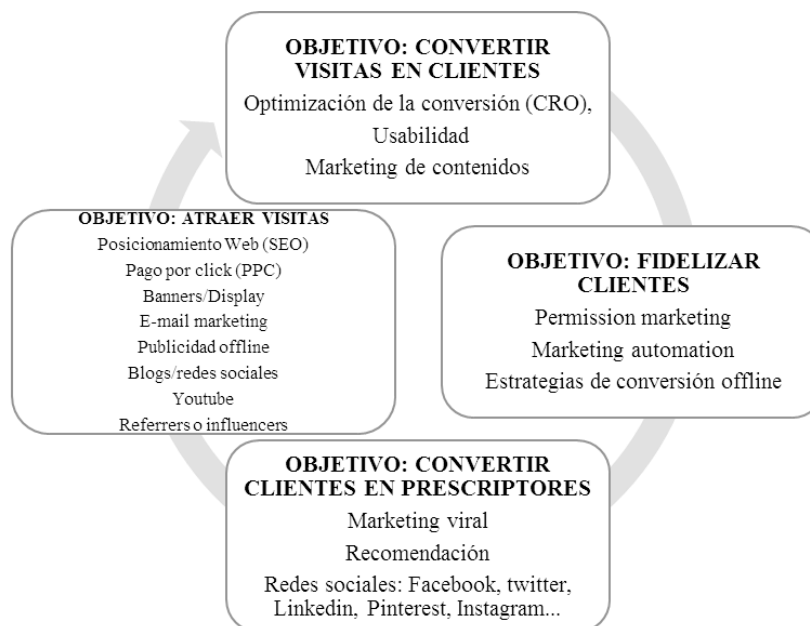 OBJETIVO: CONVERTIR
VISITAS EN CLIENTES
Optimización de la conversión (CRO),
Usabilidad
Marketing de contenidos
OBJETIVO: ATRAER VISITAS
Posicionamiento Web (SEO)
Pago por click (PPC)
Banners/Display
E-mail marketing
Publicidad offline
Blogs/redes sociales
Youtube
Referrers o influencers
OBJETIVO: FIDELIZAR
CLIENTES
Permission marketing
Marketing automation
Estrategias de conversión offline
OBJETIVO: CONVERTIR
CLIENTES EN PRESCRIPTORES
Marketing viral
Recomendación
Redes sociales: Facebook, twitter,
Linkedin, Pinterest, Instagram...